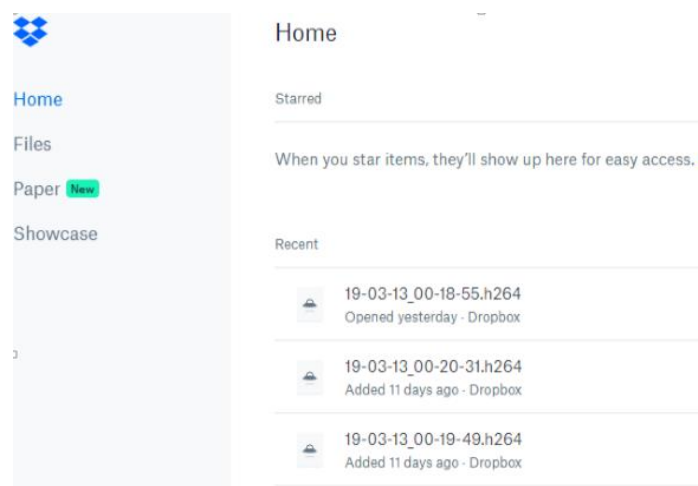 Home
Files
Paper New
Showcase
Home
Starred
When you star items, they'll show up here for easy access.
Recent
19-03-13_00-18-55.h264
Opened yesterday · Dropbox
19-03-13_00-20-31.h264
Added 11 days ago · Dropbox
19-03-13_00-19-49.h264
Added 11 days ago · Dropbox